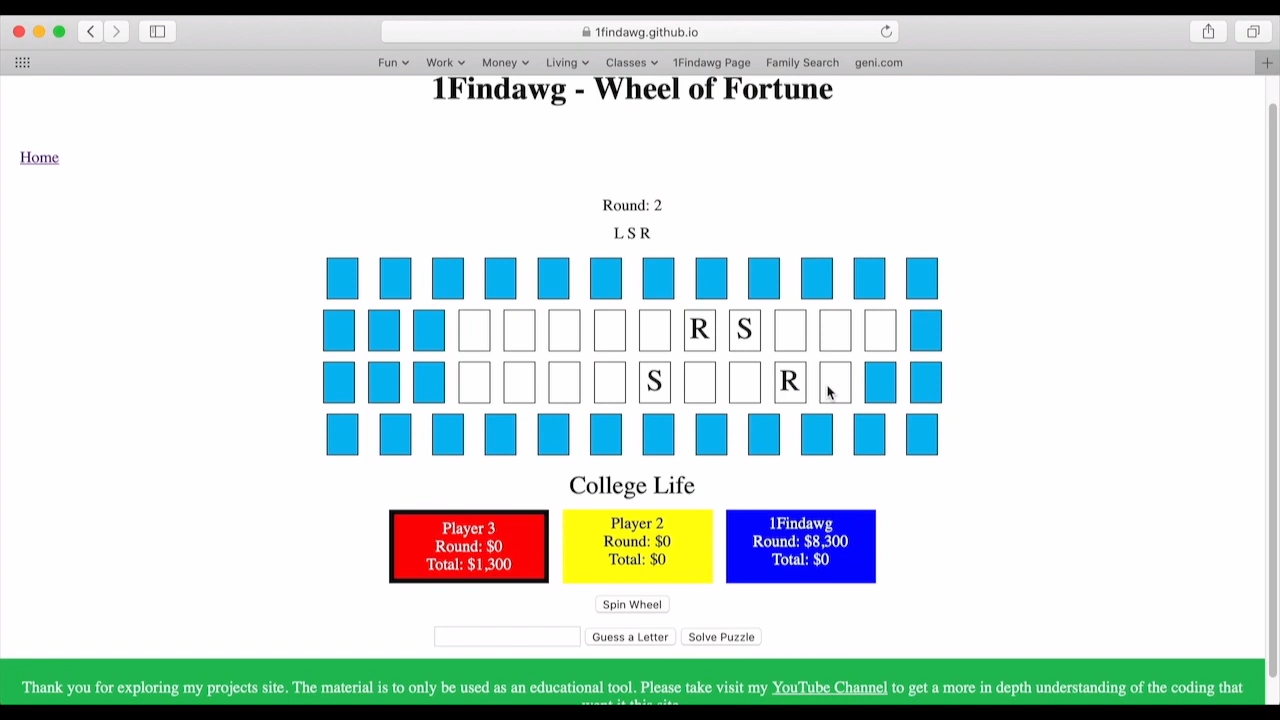 1findawg.github.io
Fun Work Money Living Classes 1Findawg Page Family Search geni.com
1Findawg - Wheel of Fortune
Home
Round: 2
L S R
R S
S R
College Life
Player 3
Round: $0
Total: $1,300
Player 2
Round: $0
Total: $0
1Findawg
Round: $8,300
Total: $0
Spin Wheel
Guess a Letter Solve Puzzle
Thank you for exploring my projects site. The material is to only be used as an educational tool. Please take visit my YouTube Channel to get a more in depth understanding of the coding that
went it this site